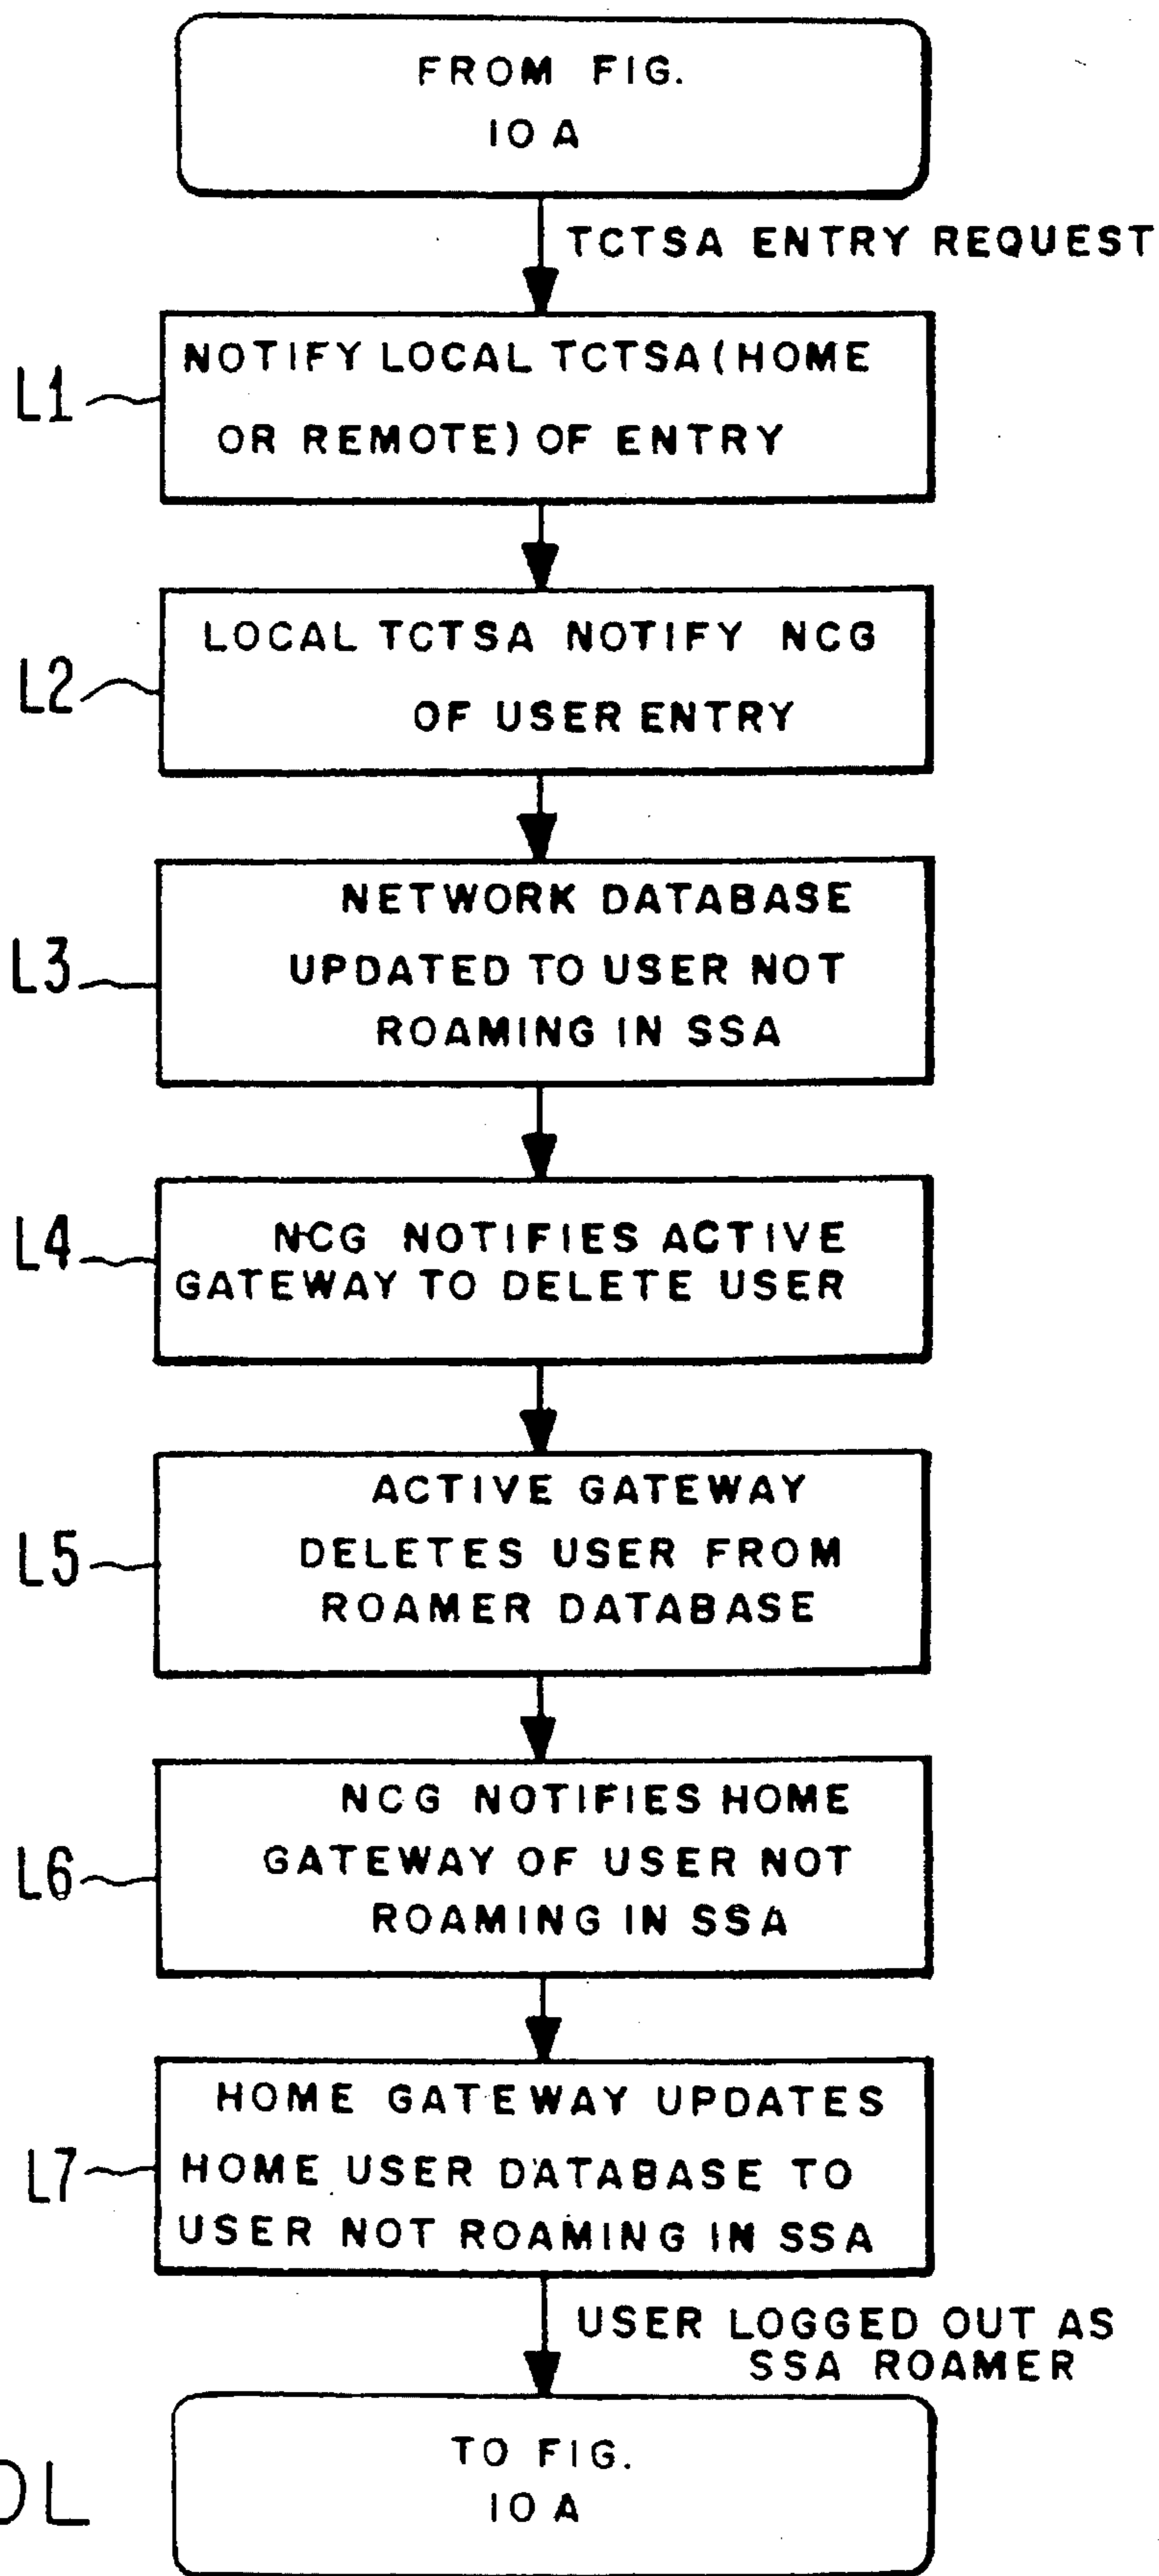 FROM FIG.
10 A
TCTSA ENTRY REQUEST
L1
NOTIFY LOCAL TCTSA (HOME
OR REMOTE) OF ENTRY
L2
LOCAL TCTSA NOTIFY NCG
OF USER ENTRY
L3
NETWORK DATABASE
UPDATED TO USER NOT
ROAMING IN SSA
L4
NCG NOTIFIES ACTIVE
GATEWAY TO DELETE USER
L5
ACTIVE GATEWAY
DELETES USER FROM
ROAMER DATABASE
L6
NCG NOTIFIES HOME
GATEWAY OF USER NOT
ROAMING IN SSA
L7
HOME GATEWAY UPDATES
HOME USER DATABASE TO
USER NOT ROAMING IN SSA
USER LOGGED OUT AS
SSA ROAMER
TO FIG.
10 A